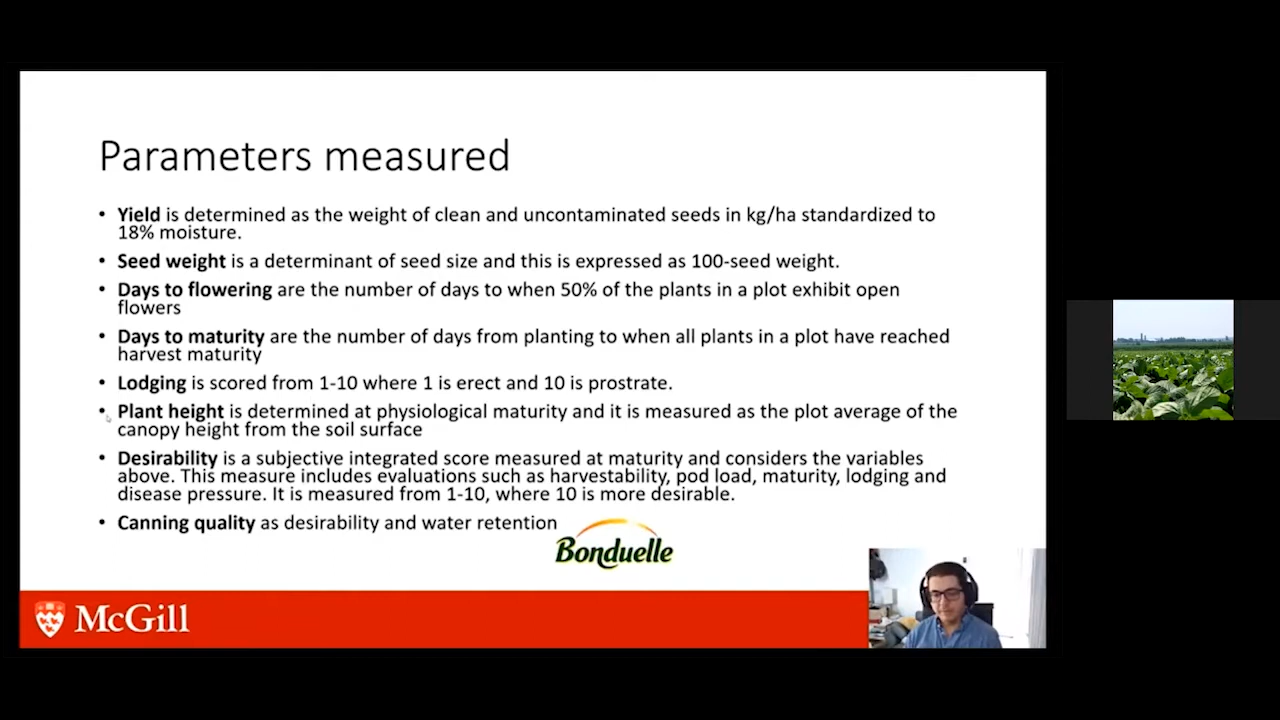 Parameters measured
• Yield is determined as the weight of clean and uncontaminated seeds in kg/ha standardized to
18% moisture.
• Seed weight is a determinant of seed size and this is expressed as 100-seed weight.
• Days to flowering are the number of days to when 50% of the plants in a plot exhibit open
flowers
• Days to maturity are the number of days from planting to when all plants in a plot have reached
harvest maturity
• Lodging is scored from 1-10 where 1 is erect and 10 is prostrate.
• Plant height is determined at physiological maturity and it is measured as the plot average of the
canopy height from the soil surface
• Desirability is a subjective integrated score measured at maturity and considers the variables
above. This measure includes evaluations such as harvestability, pod load, maturity, lodging and
disease pressure. It is measured from 1-10, where 10 is more desirable.
• Canning quality as desirability and water retention
Bonduelle
McGill